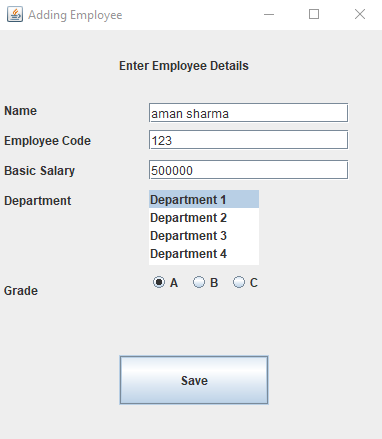 Adding Employee
Enter Employee Details
Name aman sharma
Employee Code 123
Basic Salary 500000
Department Department 1
Department 2
Department 3
Department 4
Grade A B C
Save